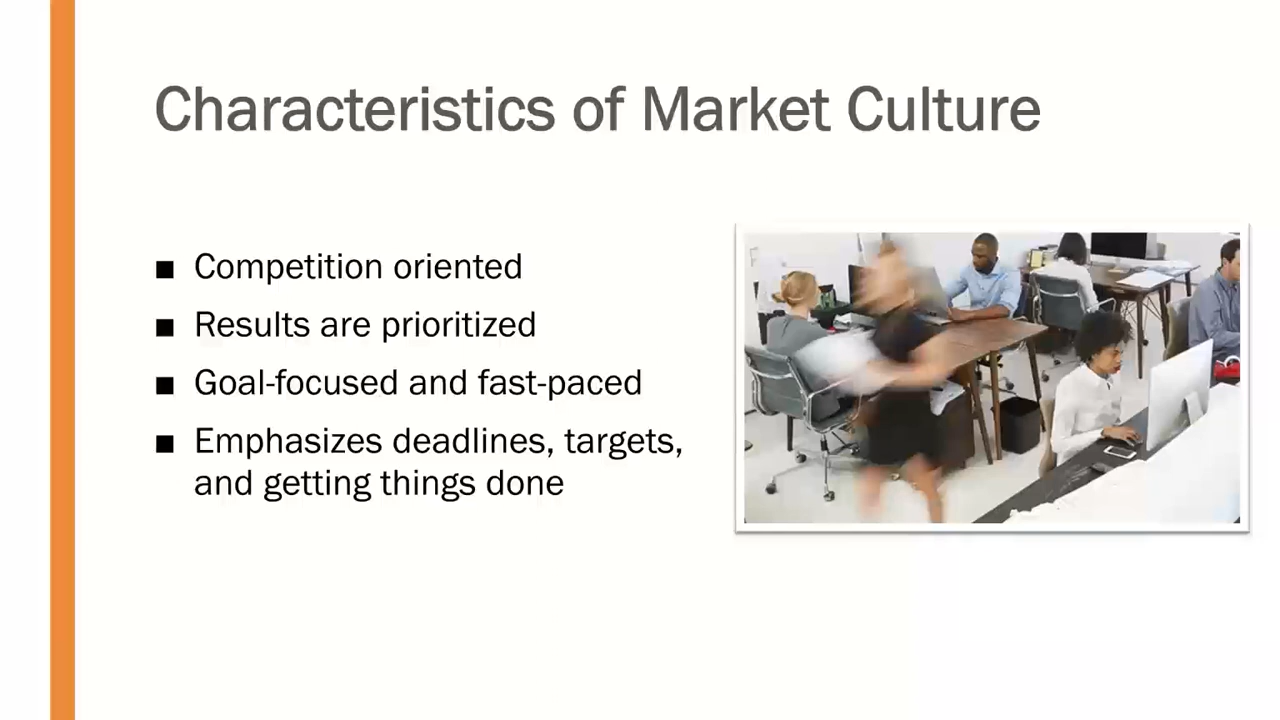 Characteristics of Market Culture
■ Competition oriented
■ Results are prioritized
■ Goal-focused and fast-paced
■ Emphasizes deadlines, targets,
and getting things done